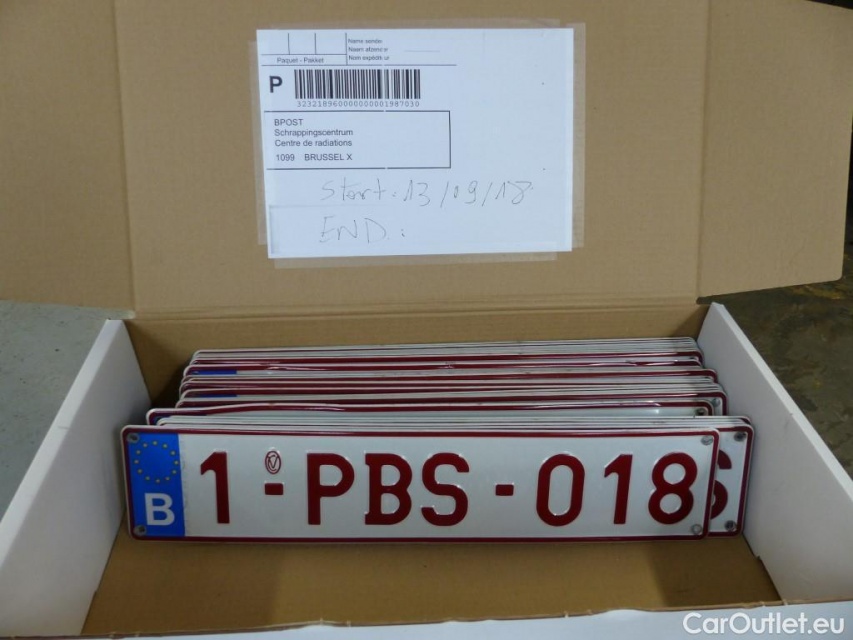 Name sender
Naam afzender
Paquet - Pakket
Nom expéditeur
P
323218960000000001987030
BPOST
Schrappingscentrum
Centre de radiations
1099 BRUSSEL X
Start: 13/09/18
END:
B 1-PBS-018
S
CarOutlet.eu